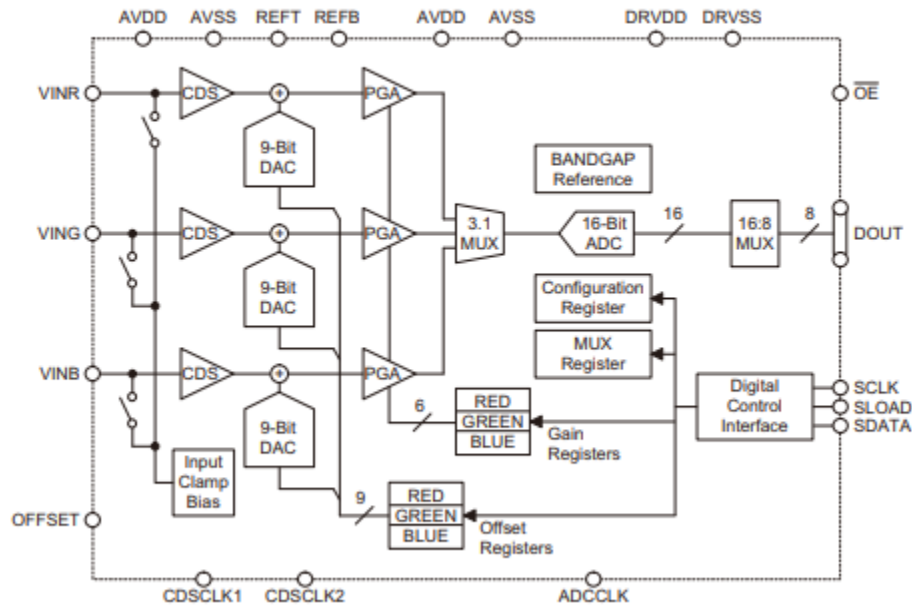 AVDD AVSS REFT REFB AVDD AVSS DRVDD DRVSS
VINR
CDS
+
PGA
OE
9-Bit
DAC
BANDGAP
Reference
VING
CDS
+
PGA
3.1
MUX
16-Bit
ADC
16
16:8
MUX
8
DOUT
9-Bit
DAC
Configuration
Register
MUX
Register
VINB
CDS
+
PGA
Digital
Control
Interface
SCLK
SLOAD
SDATA
6
RED
GREEN
BLUE
Gain
Registers
9-Bit
DAC
Input
Clamp
Bias
9
RED
GREEN
BLUE
Offset
Registers
OFFSET
CDSCLK1 CDSCLK2 ADCCLK